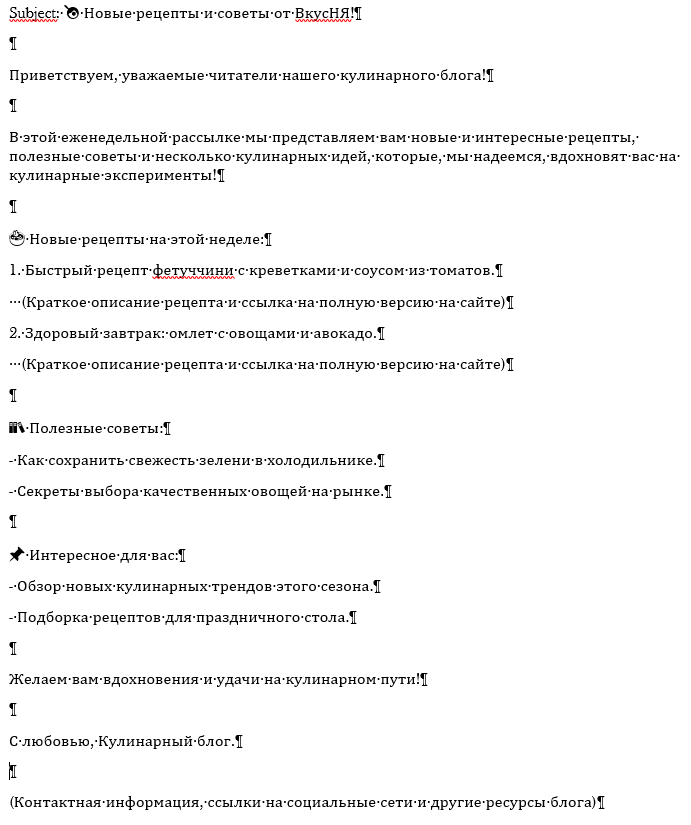 Subject: 🍳 Новые рецепты и советы от ВкусНЯ!¶
¶
Приветствуем, уважаемые читатели нашего кулинарного блога!¶
¶
В этой еженедельной рассылке мы представляем вам новые и интересные рецепты,
полезные советы и несколько кулинарных идей, которые, мы надеемся, вдохновят вас на
кулинарные эксперименты!¶
¶
🥗 Новые рецепты на этой неделе:¶
1. Быстрый рецепт фетуччини с креветками и соусом из томатов.¶
(Краткое описание рецепта и ссылка на полную версию на сайте)¶
2. Здоровый завтрак: омлет с овощами и авокадо.¶
(Краткое описание рецепта и ссылка на полную версию на сайте)¶
¶
📚 Полезные советы:¶
- Как сохранить свежесть зелени в холодильнике.¶
- Секреты выбора качественных овощей на рынке.¶
¶
📌 Интересное для вас:¶
- Обзор новых кулинарных трендов этого сезона.¶
- Подборка рецептов для праздничного стола.¶
¶
Желаем вам вдохновения и удачи на кулинарном пути!¶
¶
С любовью, Кулинарный блог.¶
¶
(Контактная информация, ссылки на социальные сети и другие ресурсы блога)¶